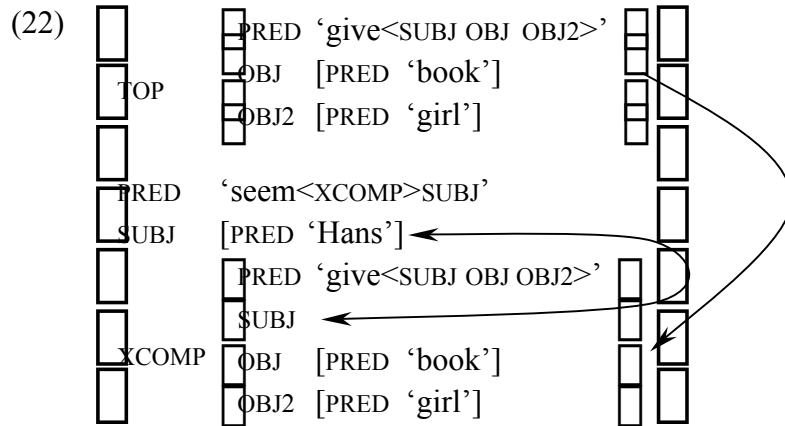 (22)
PRED ‘give<SUBJ OBJ OBJ2>’
OBJ [PRED ‘book’]
TOP
OBJ2 [PRED ‘girl’]
PRED ‘seem<XCOMP>SUBJ’
SUBJ [PRED ‘Hans’]
PRED ‘give<SUBJ OBJ OBJ2>’
SUBJ
XCOMP OBJ [PRED ‘book’]
OBJ2 [PRED ‘girl’]